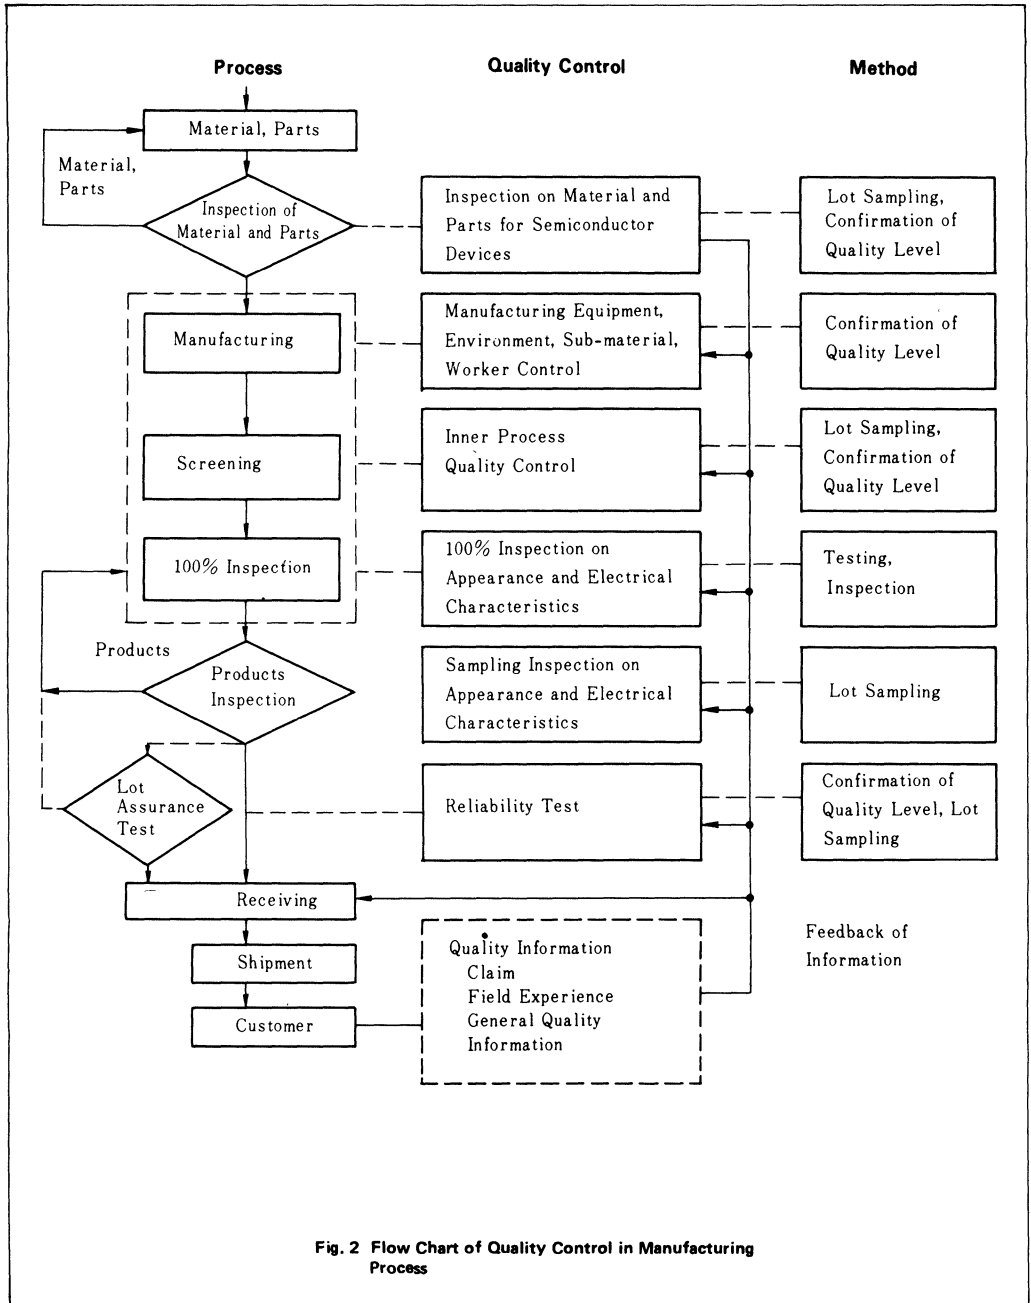 Process
Quality Control
Method
Material, Parts
Material,
Parts
Inspection of
Material and Parts
Inspection on Material and
Parts for Semiconductor
Devices
Lot Sampling,
Confirmation of
Quality Level
Manufacturing
Manufacturing Equipment,
Environment, Sub-material,
Worker Control
Confirmation of
Quality Level
Screening
Inner Process
Quality Control
Lot Sampling,
Confirmation of
Quality Level
100% Inspection
100% Inspection on
Appearance and Electrical
Characteristics
Testing,
Inspection
Products
Products
Inspection
Sampling Inspection on
Appearance and Electrical
Characteristics
Lot Sampling
Lot
Assurance
Test
Reliability Test
Confirmation of
Quality Level, Lot
Sampling
Receiving
Shipment
Customer
Quality Information
Claim
Field Experience
General Quality
Information
Feedback of
Information
Fig. 2 Flow Chart of Quality Control in Manufacturing
Process